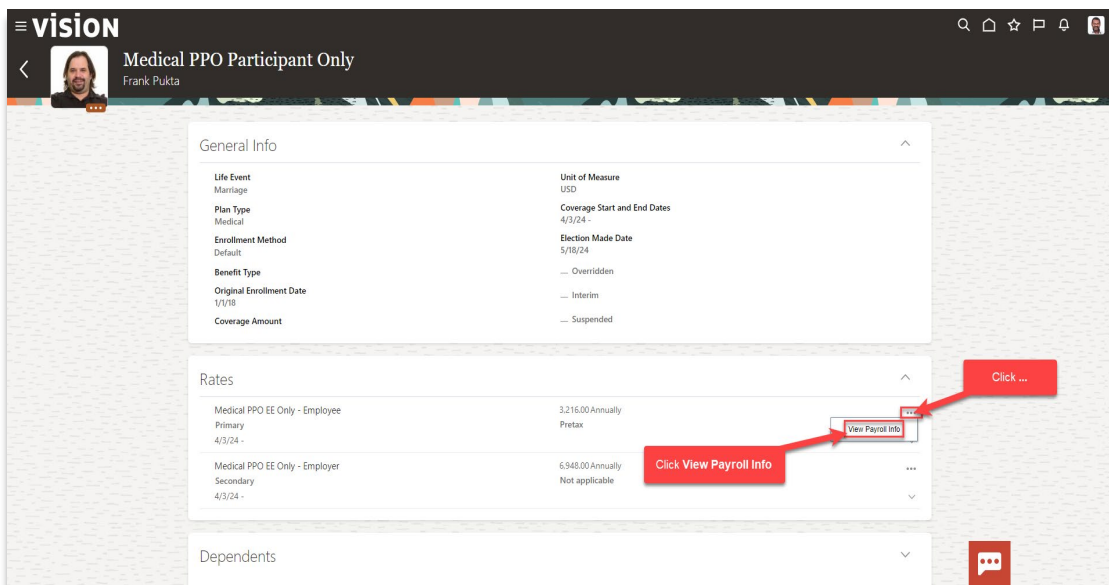 vision
Medical PPO Participant Only
Frank Pukta
General Info
Life Event
Marriage
Plan Type
Medical
Enrollment Method
Default
Benefit Type
Original Enrollment Date
1/1/18
Coverage Amount
Unit of Measure
USD
Coverage Start and End Dates
4/3/24 -
Election Made Date
5/18/24
— Overridden
— Interim
— Suspended
Rates
Click ...
Medical PPO EE Only - Employee
Primary
4/3/24 -
3,216.00 Annually
Pretax
...
View Payroll Info
Click View Payroll Info
Medical PPO EE Only - Employer
Secondary
4/3/24 -
6,948.00 Annually
Not applicable
...
Dependents